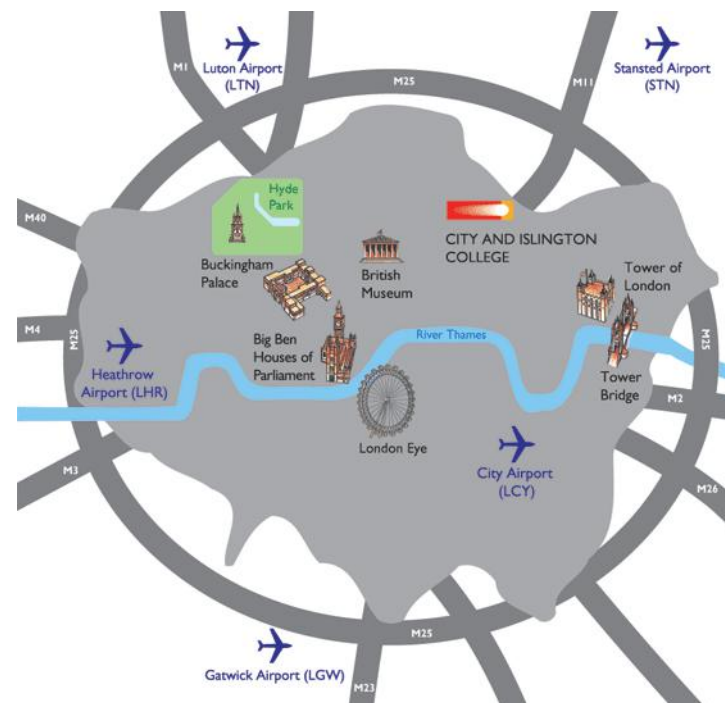 M1
Luton Airport
(LTN)
M25
M11
Stansted Airport
(STN)
M40
Hyde
Park
Buckingham
Palace
British
Museum
CITY AND ISLINGTON
COLLEGE
Tower of
London
M4
M25
Heathrow
Airport (LHR)
Big Ben
Houses of
Parliament
River Thames
M25
Tower
Bridge
M2
London Eye
City Airport
(LCY)
M3
M26
M25
Gatwick Airport (LGW)
M23